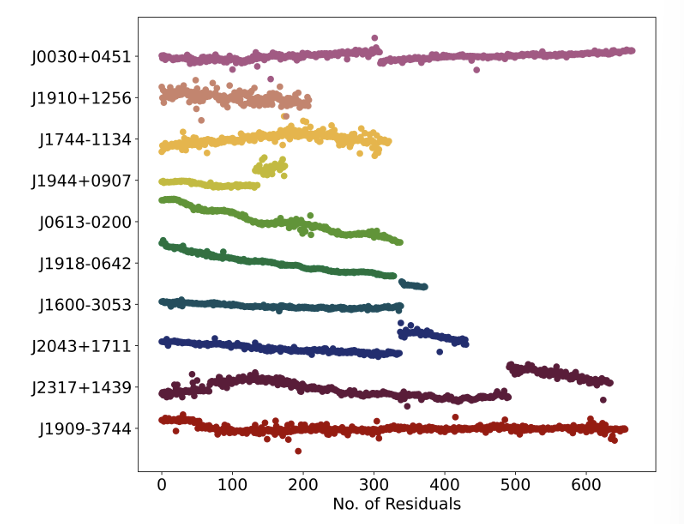 J0030+0451
J1910+1256
J1744-1134
J1944+0907
J0613-0200
J1918-0642
J1600-3053
J2043+1711
J2317+1439
J1909-3744
0 100 200 300 400 500 600
No. of Residuals